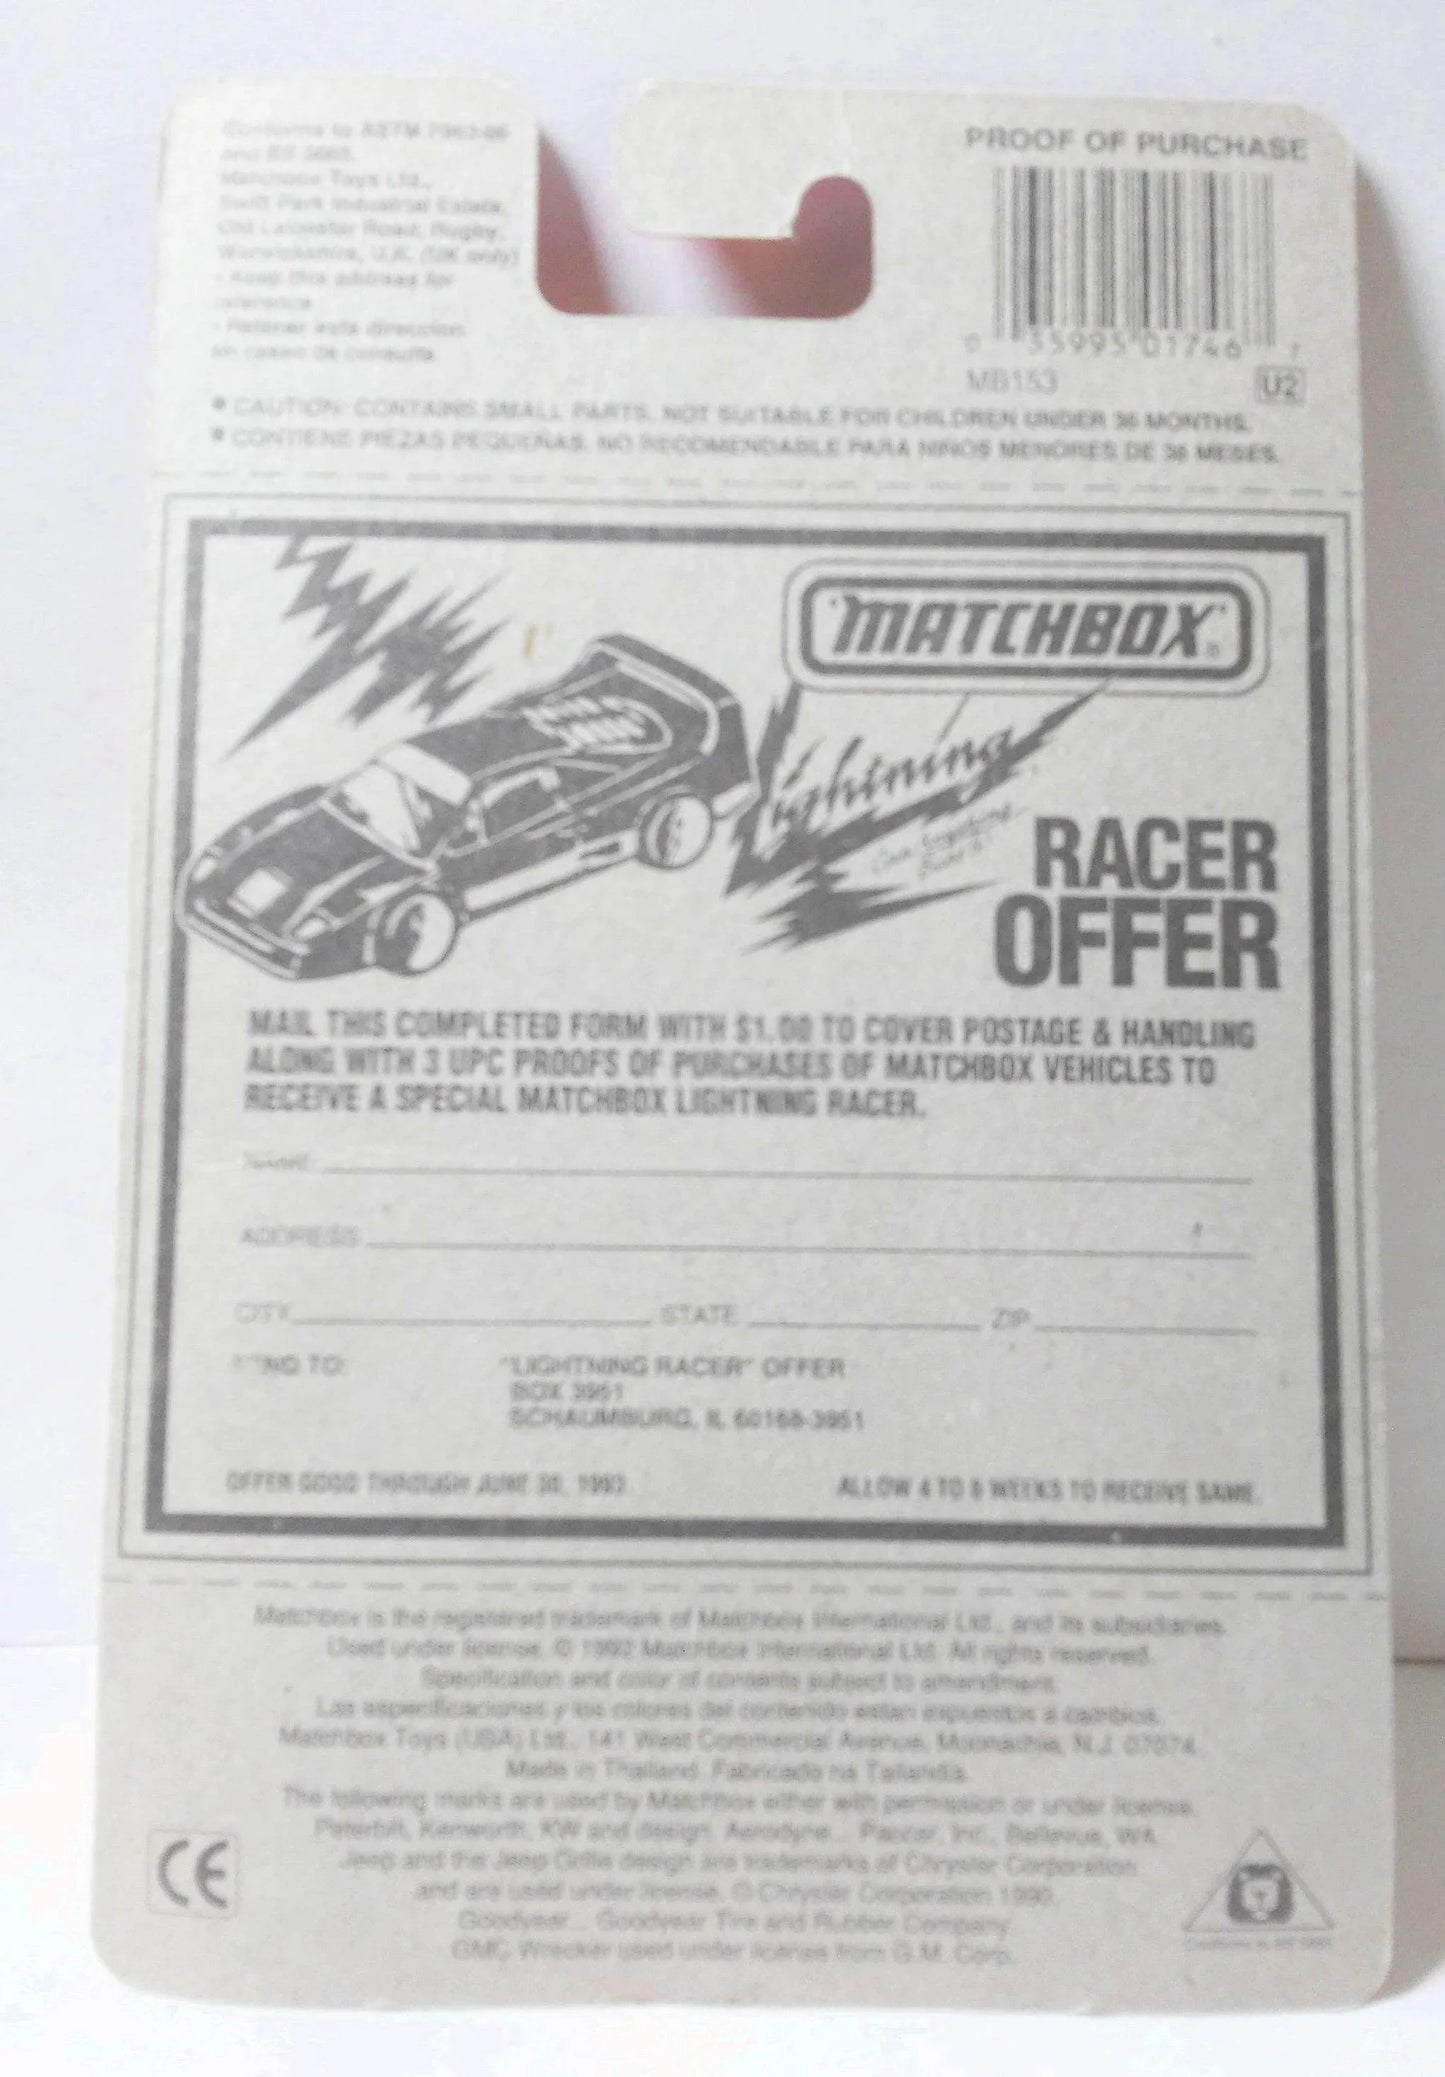 Conforms to ASTM
and BS 5665.
Matchbox Toys Ltd.,
Swift Park Industrial Estate,
Old Leicester Road, Rugby,
Warwickshire, U.K. (UK only)
- Keep this address for
reference
- Retener este direccion
en caseo de consulta
PROOF OF PURCHASE
0 35995 01746 7
MB153
U2
* CAUTION: CONTAINS SMALL PARTS. NOT SUITABLE FOR CHILDREN UNDER 36 MONTHS.
* CONTIENE PIEZAS PEQUEÑAS. NO RECOMENDABLE PARA NINOS MENORES DE 36 MESES.
"MATCHBOX"®
Lightning
RACER
OFFER
MAIL THIS COMPLETED FORM WITH $1.00 TO COVER POSTAGE & HANDLING
ALONG WITH 3 UPC PROOFS OF PURCHASES OF MATCHBOX VEHICLES TO
RECEIVE A SPECIAL MATCHBOX LIGHTNING RACER.
NAME
ADDRESS
CITY STATE ZIP
TO: "LIGHTNING RACER" OFFER
BOX 3951
SCHAUMBURG, IL 60168-3951
OFFER GOOD THROUGH JUNE 30, 1993. ALLOW 4 TO 6 WEEKS TO RECEIVE SAME.
Matchbox is the registered trademark of Matchbox International Ltd., and its subsidiaries.
Used under license. © 1992 Matchbox International Ltd. All rights reserved.
Specification and color of contents subject to amendment.
Las especificaciones y los colores del contenido estan expuestos a cambios.
Matchbox Toys (USA) Ltd., 141 West Commercial Avenue, Moonachie, N.J. 07074
Made in Thailand. Fabricado na Tailandia.
The following marks are used by Matchbox either with permission or under license.
Peterbilt, Kenworth, KW and design, Aerodyne... Paccar, Inc., Bellevue, WA.
Jeep and the Jeep Grille design are trademarks of Chrysler Corporation
and are used under license. © Chrysler Corporation 1990.
Goodyear... Goodyear Tire and Rubber Company
GMC Wrecker used under license from G.M. Corp.
CE